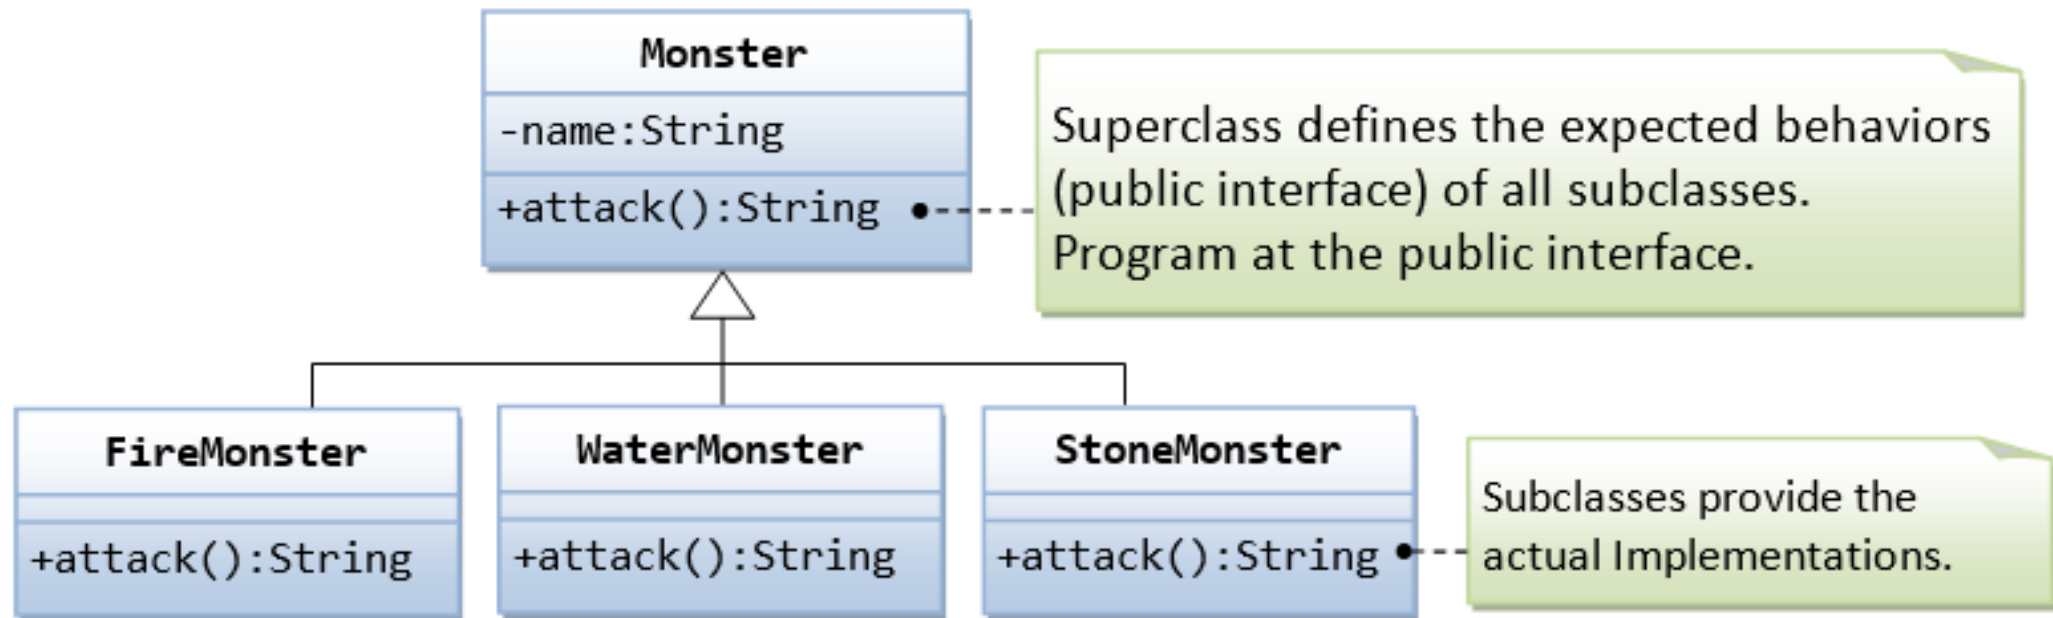 Monster
-name:String
+attack():String
Superclass defines the expected behaviors
(public interface) of all subclasses.
Program at the public interface.
FireMonster
+attack():String
WaterMonster
+attack():String
StoneMonster
+attack():String
Subclasses provide the
actual Implementations.